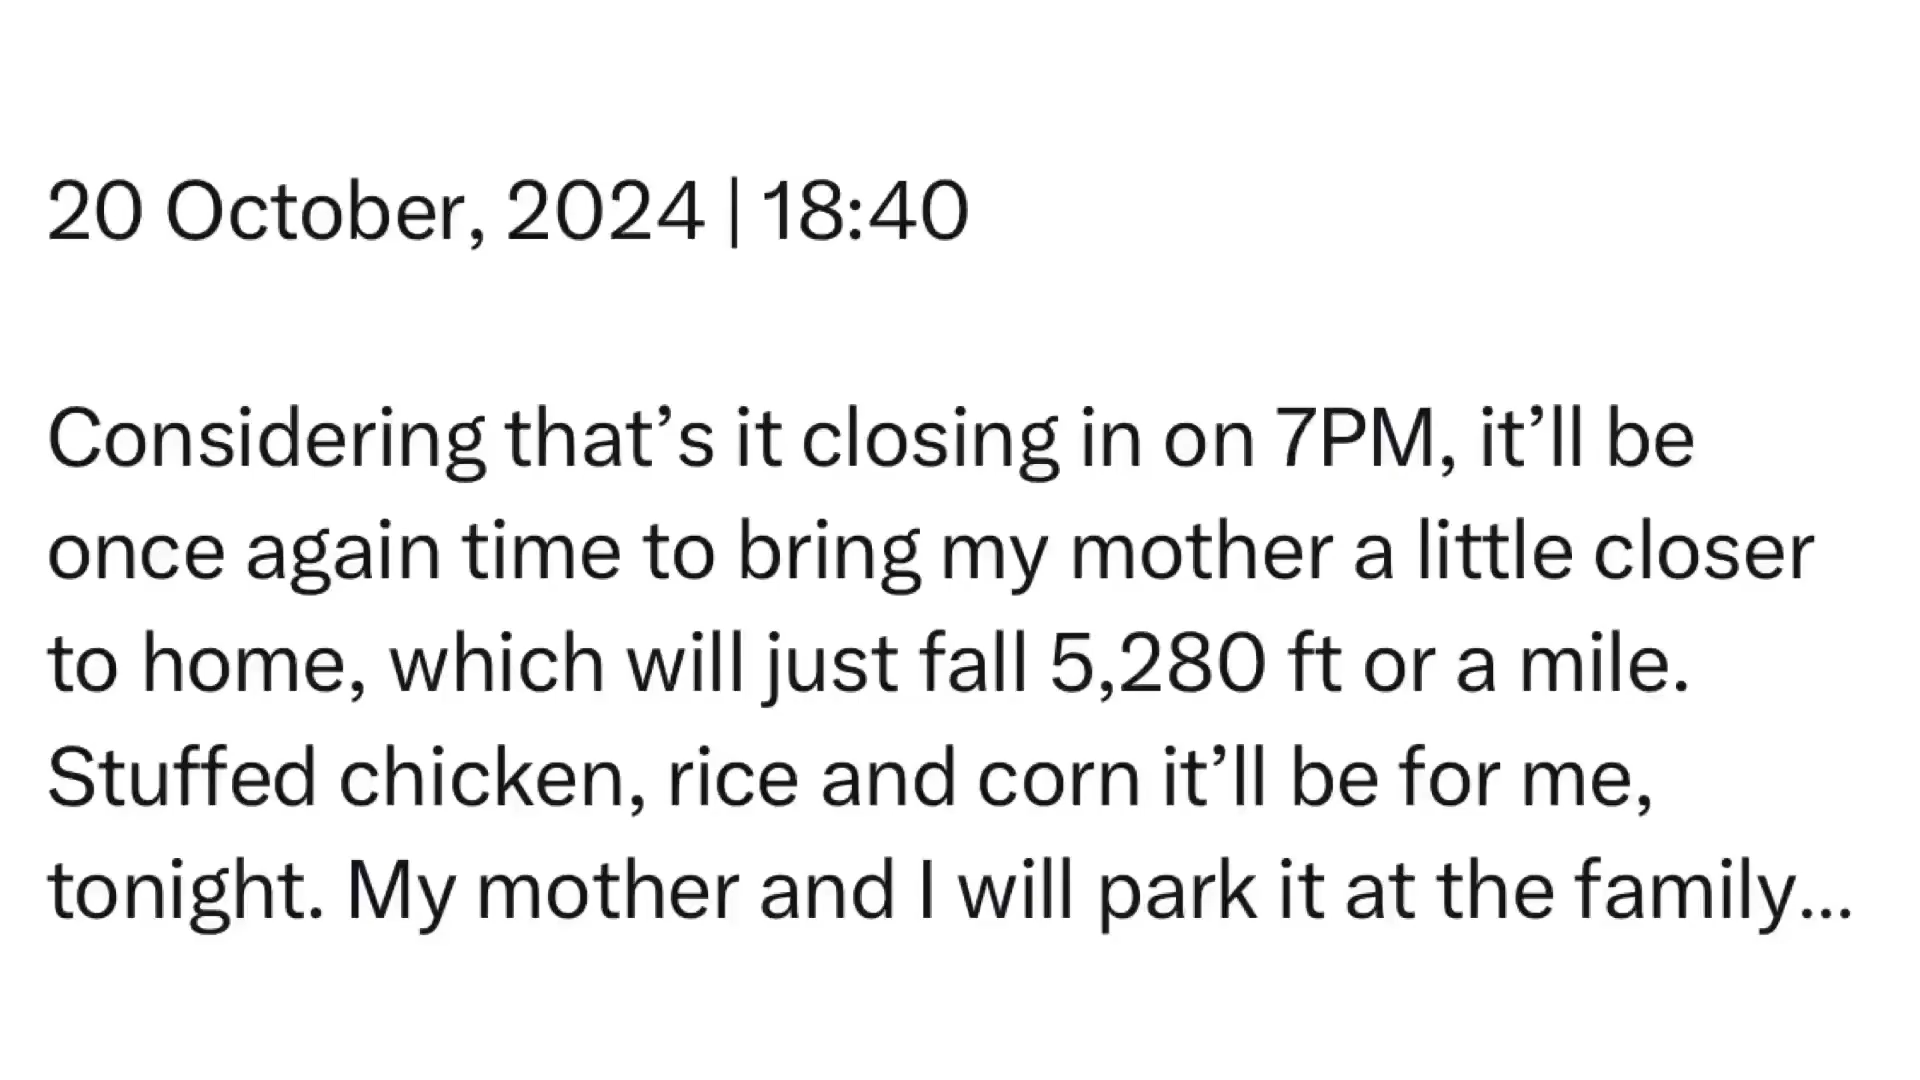 20 October, 2024 | 18:40
Considering that’s it closing in on 7PM, it’ll be
once again time to bring my mother a little closer
to home, which will just fall 5,280 ft or a mile.
Stuffed chicken, rice and corn it’ll be for me,
tonight. My mother and I will park it at the family...